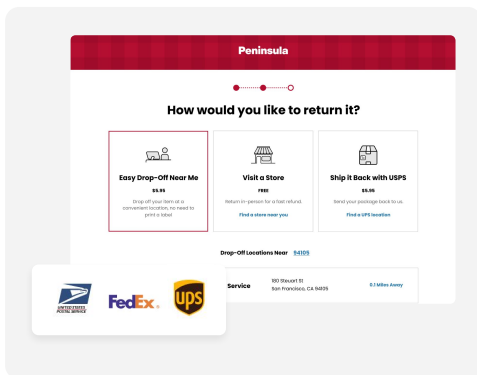 Peninsula
How would you like to return it?
Easy Drop-Off Near Me
$5.95
Drop off your item at a
convenient location, no need to
print a label
Visit a Store
FREE
Return in-person for a fast refund.
Find a store near you
Ship it Back with USPS
$5.95
Send your package back to us.
Find a UPS location
Drop-Off Locations Near 94105
Service
160 Steuart St
San Francisco, CA 94105
0.1 Miles Away
UNITED STATES
POSTAL SERVICE
FedEx.
ups